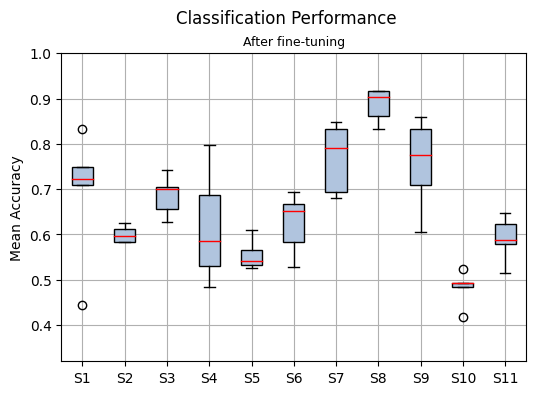 Classification Performance
After fine-tuning
Mean Accuracy
1.0
0.9
0.8
0.7
0.6
0.5
0.4
S1 S2 S3 S4 S5 S6 S7 S8 S9 S10 S11